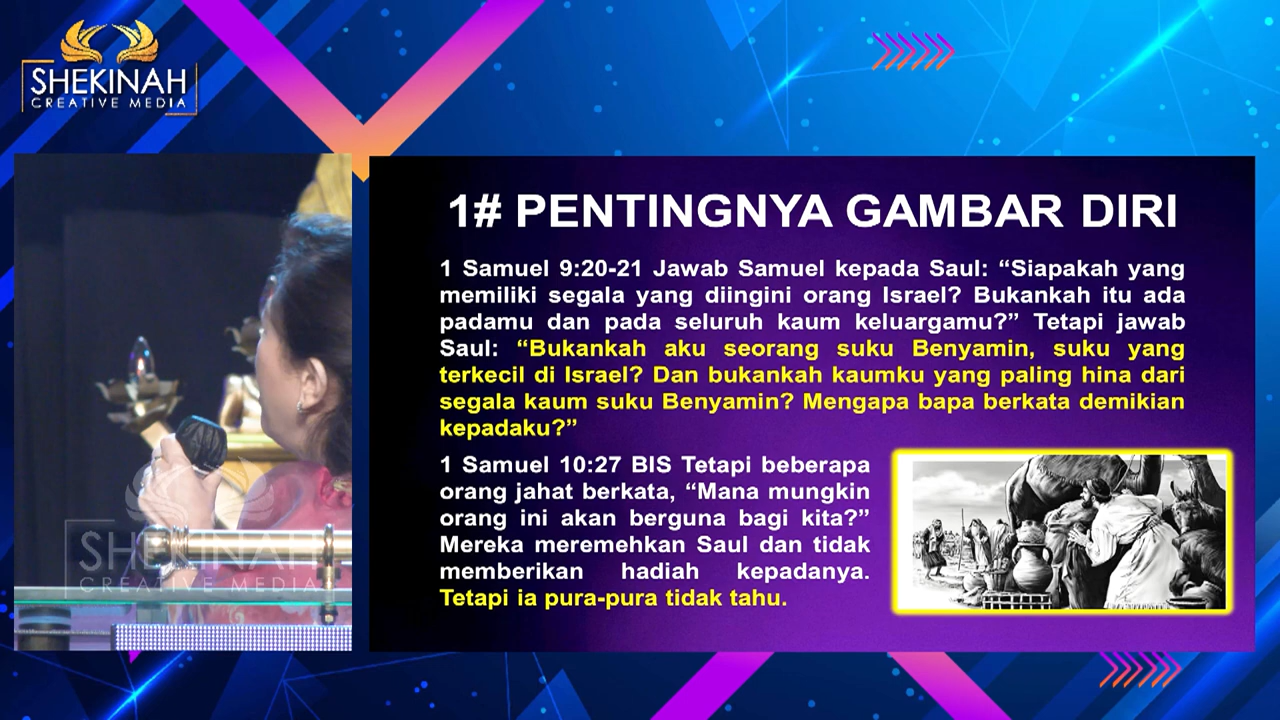 SHEKINAH
CREATIVE MEDIA
1# PENTINGNYA GAMBAR DIRI
1 Samuel 9:20-21 Jawab Samuel kepada Saul: “Siapakah yang
memiliki segala yang diingini orang Israel? Bukankah itu ada
padamu dan pada seluruh kaum keluargamu?” Tetapi jawab
Saul: “Bukankah aku seorang suku Benyamin, suku yang
terkecil di Israel? Dan bukankah kaumku yang paling hina dari
segala kaum suku Benyamin? Mengapa bapa berkata demikian
kepadaku?”
1 Samuel 10:27 BIS Tetapi beberapa
orang jahat berkata, “Mana mungkin
orang ini akan berguna bagi kita?”
Mereka meremehkan Saul dan tidak
memberikan hadiah kepadanya.
Tetapi ia pura-pura tidak tahu.
SHEKINAH
CREATIVE MEDIA